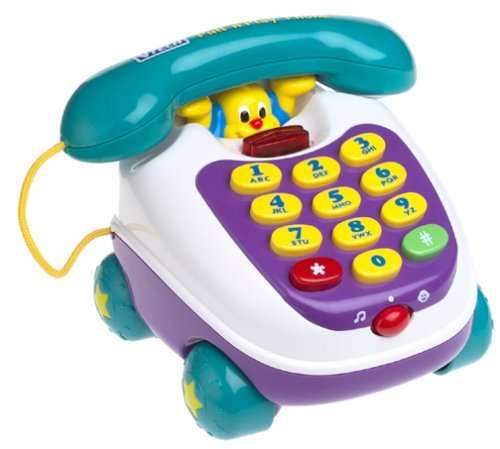 vtech
1 2 3
ABC DEF GHI
4 5 6
JKL MNO PQR
7 8 9
STU VWX YZ
* 0 #